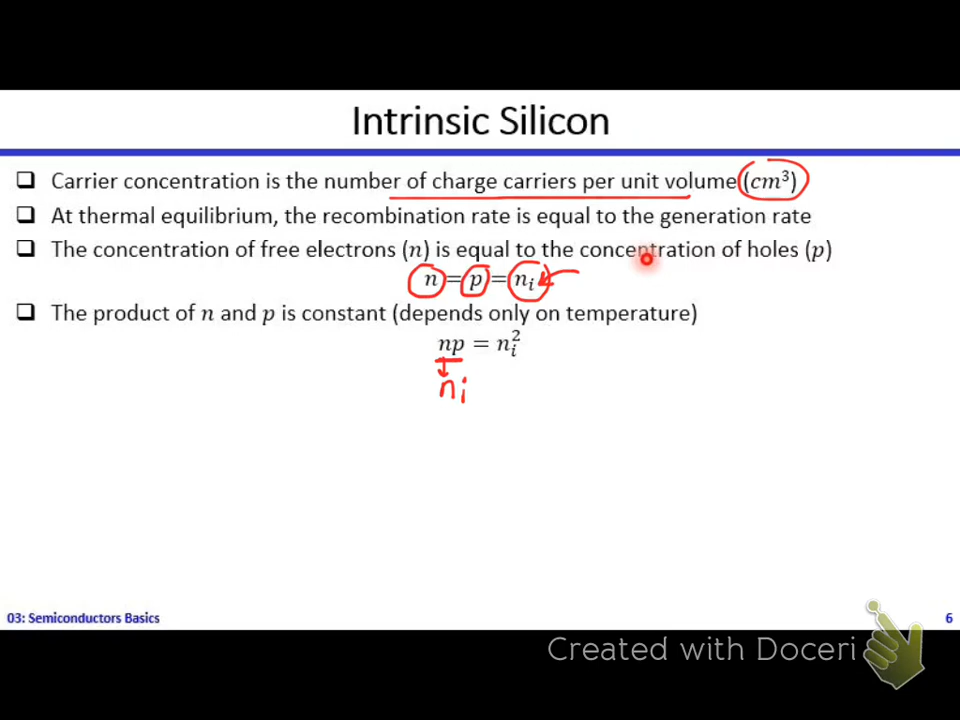 Intrinsic Silicon
❑ Carrier concentration is the number of charge carriers per unit volume (cm³)
❑ At thermal equilibrium, the recombination rate is equal to the generation rate
❑ The concentration of free electrons (n) is equal to the concentration of holes (p)
n = p = nᵢ
❑ The product of n and p is constant (depends only on temperature)
np = nᵢ²
ni
03: Semiconductors Basics 6
Created with Doceri